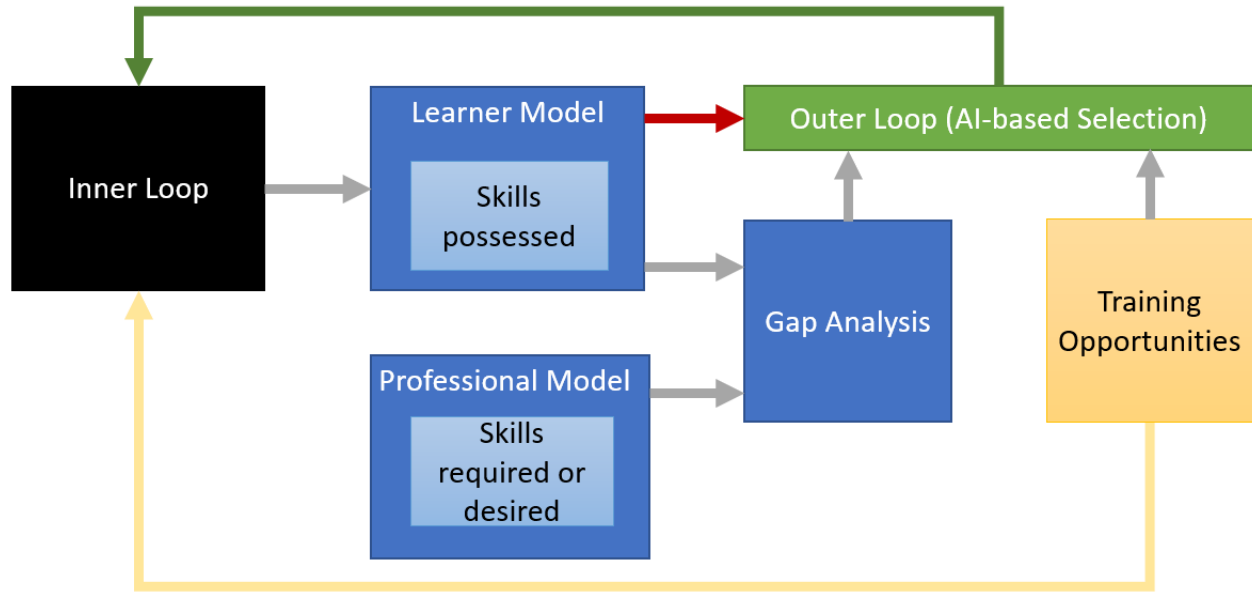 Inner Loop
Learner Model
Skills
possessed
Outer Loop (AI-based Selection)
Gap Analysis
Training
Opportunities
Professional Model
Skills
required or
desired